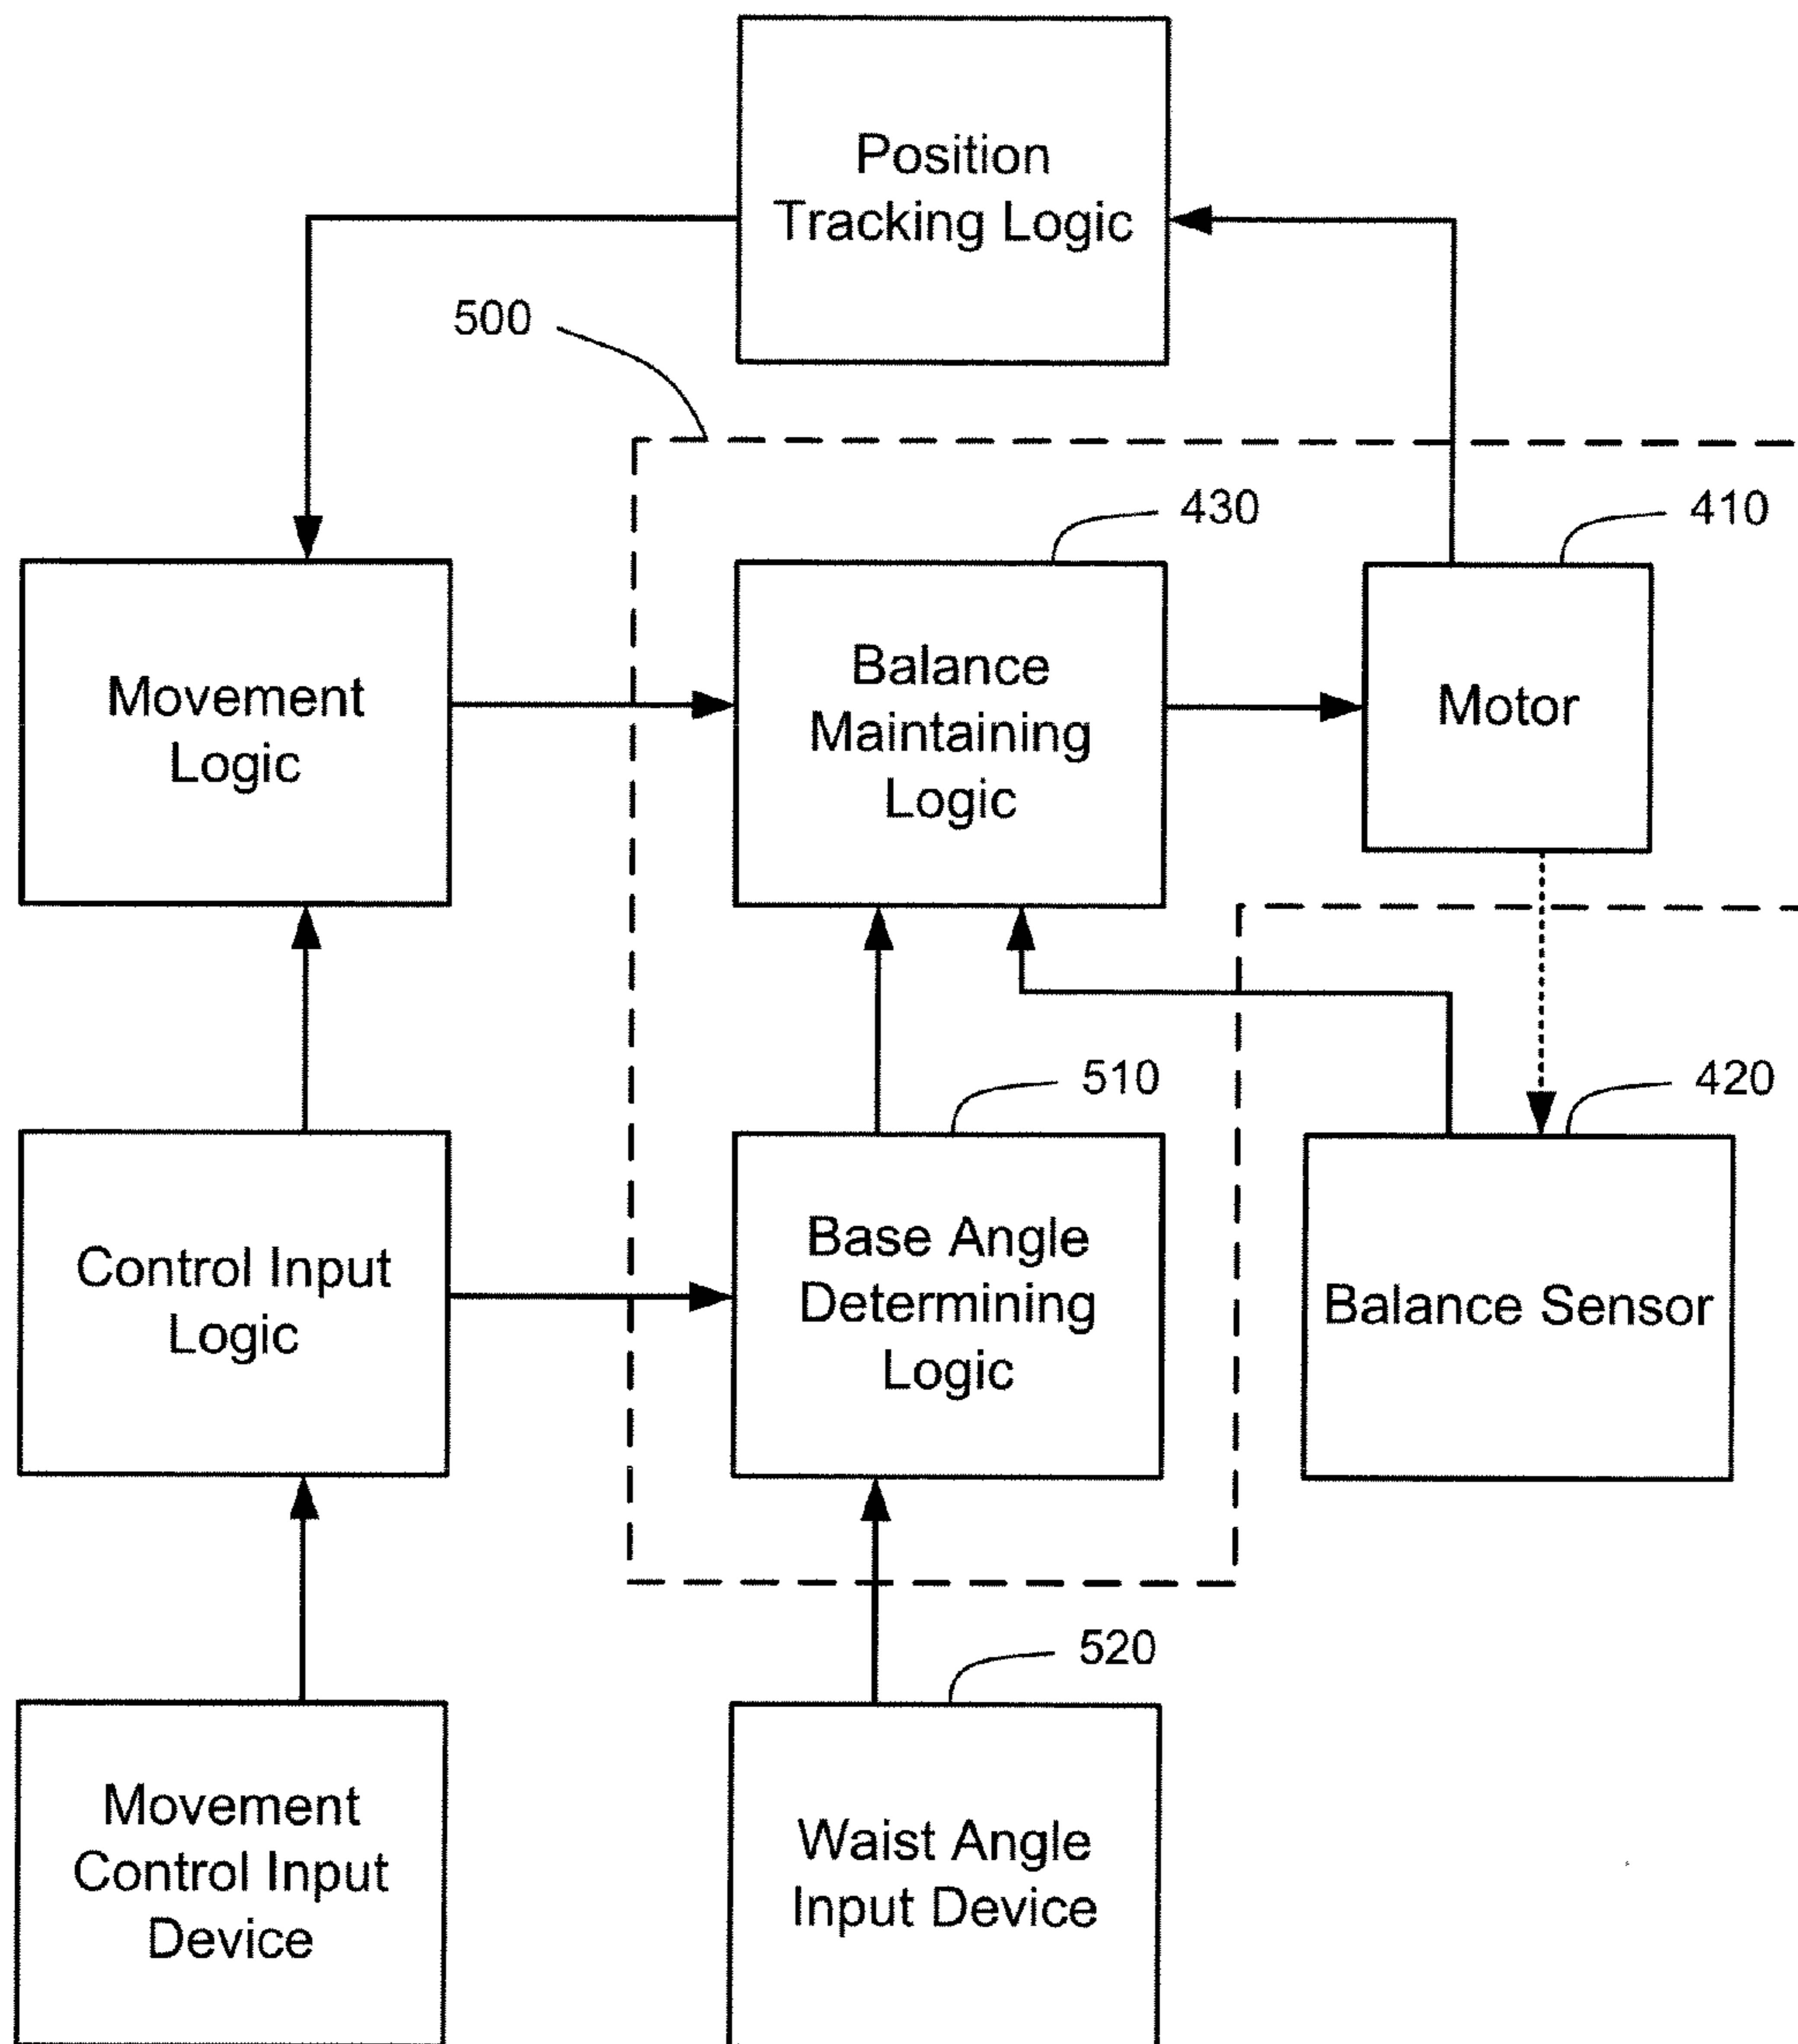 Position
Tracking Logic
500
430
410
Movement
Logic
Balance
Maintaining
Logic
Motor
510
420
Control Input
Logic
Base Angle
Determining
Logic
Balance Sensor
520
Movement
Control Input
Device
Waist Angle
Input Device